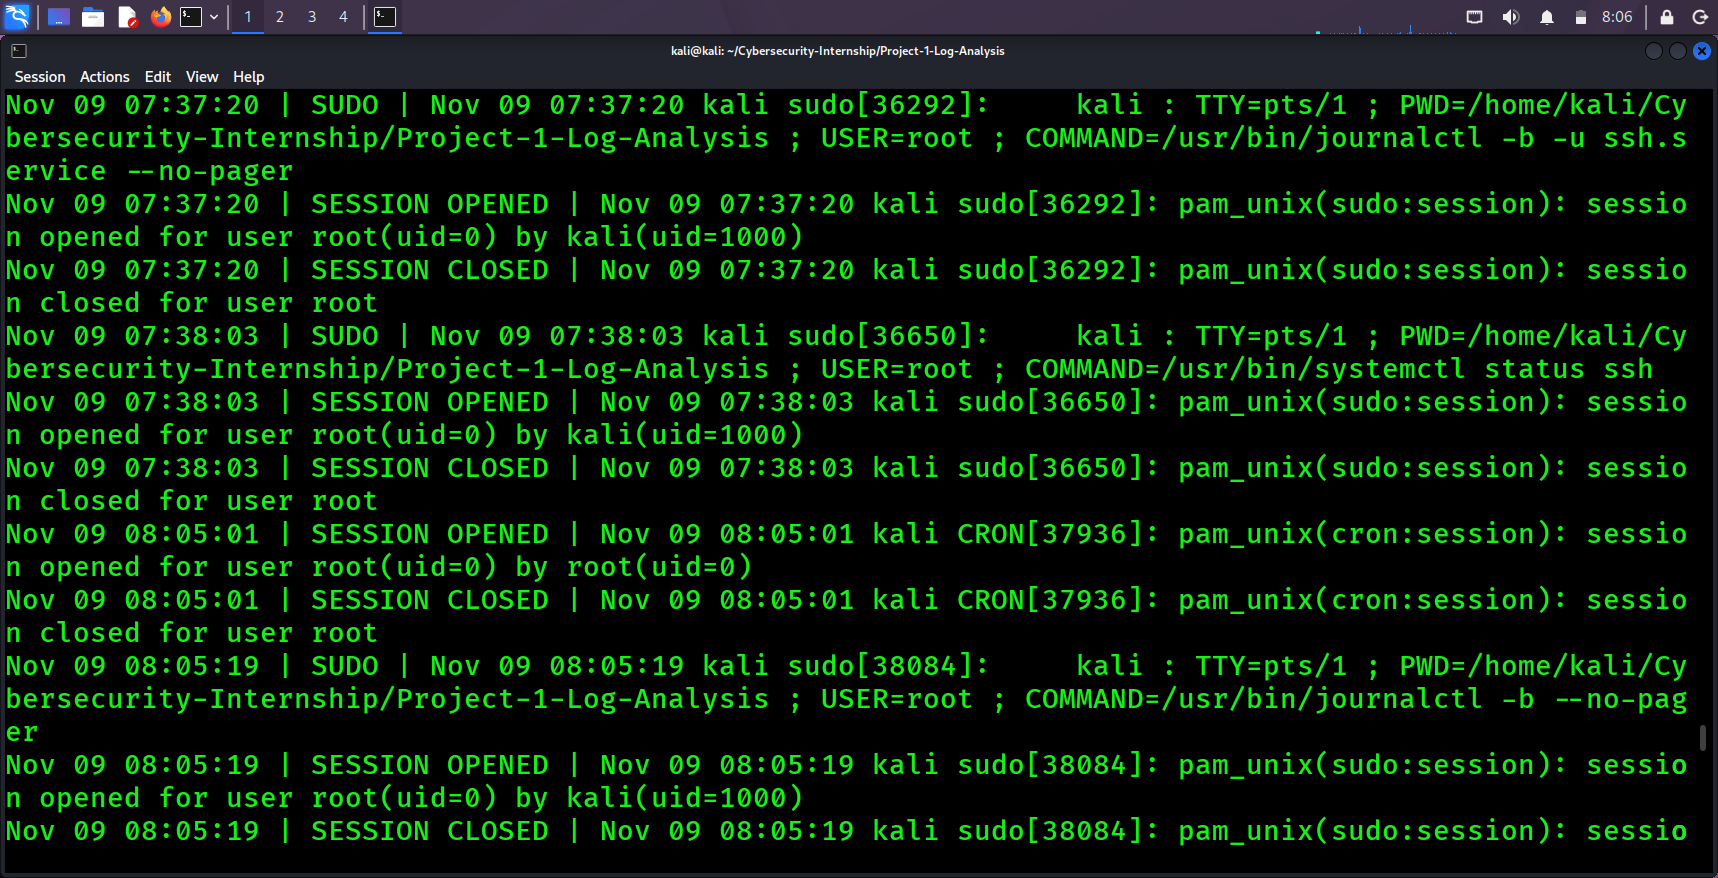 1 2 3 4 8:06
kali@kali: ~/Cybersecurity-Internship/Project-1-Log-Analysis
Session Actions Edit View Help
Nov 09 07:37:20 | SUDO | Nov 09 07:37:20 kali sudo[36292]:     kali : TTY=pts/1 ; PWD=/home/kali/Cy
bersecurity-Internship/Project-1-Log-Analysis ; USER=root ; COMMAND=/usr/bin/journalctl -b -u ssh.s
ervice --no-pager
Nov 09 07:37:20 | SESSION OPENED | Nov 09 07:37:20 kali sudo[36292]: pam_unix(sudo:session): sessio
n opened for user root(uid=0) by kali(uid=1000)
Nov 09 07:37:20 | SESSION CLOSED | Nov 09 07:37:20 kali sudo[36292]: pam_unix(sudo:session): sessio
n closed for user root
Nov 09 07:38:03 | SUDO | Nov 09 07:38:03 kali sudo[36650]:     kali : TTY=pts/1 ; PWD=/home/kali/Cy
bersecurity-Internship/Project-1-Log-Analysis ; USER=root ; COMMAND=/usr/bin/systemctl status ssh
Nov 09 07:38:03 | SESSION OPENED | Nov 09 07:38:03 kali sudo[36650]: pam_unix(sudo:session): sessio
n opened for user root(uid=0) by kali(uid=1000)
Nov 09 07:38:03 | SESSION CLOSED | Nov 09 07:38:03 kali sudo[36650]: pam_unix(sudo:session): sessio
n closed for user root
Nov 09 08:05:01 | SESSION OPENED | Nov 09 08:05:01 kali CRON[37936]: pam_unix(cron:session): sessio
n opened for user root(uid=0) by root(uid=0)
Nov 09 08:05:01 | SESSION CLOSED | Nov 09 08:05:01 kali CRON[37936]: pam_unix(cron:session): sessio
n closed for user root
Nov 09 08:05:19 | SUDO | Nov 09 08:05:19 kali sudo[38084]:     kali : TTY=pts/1 ; PWD=/home/kali/Cy
bersecurity-Internship/Project-1-Log-Analysis ; USER=root ; COMMAND=/usr/bin/journalctl -b --no-pag
er
Nov 09 08:05:19 | SESSION OPENED | Nov 09 08:05:19 kali sudo[38084]: pam_unix(sudo:session): sessio
n opened for user root(uid=0) by kali(uid=1000)
Nov 09 08:05:19 | SESSION CLOSED | Nov 09 08:05:19 kali sudo[38084]: pam_unix(sudo:session): sessio